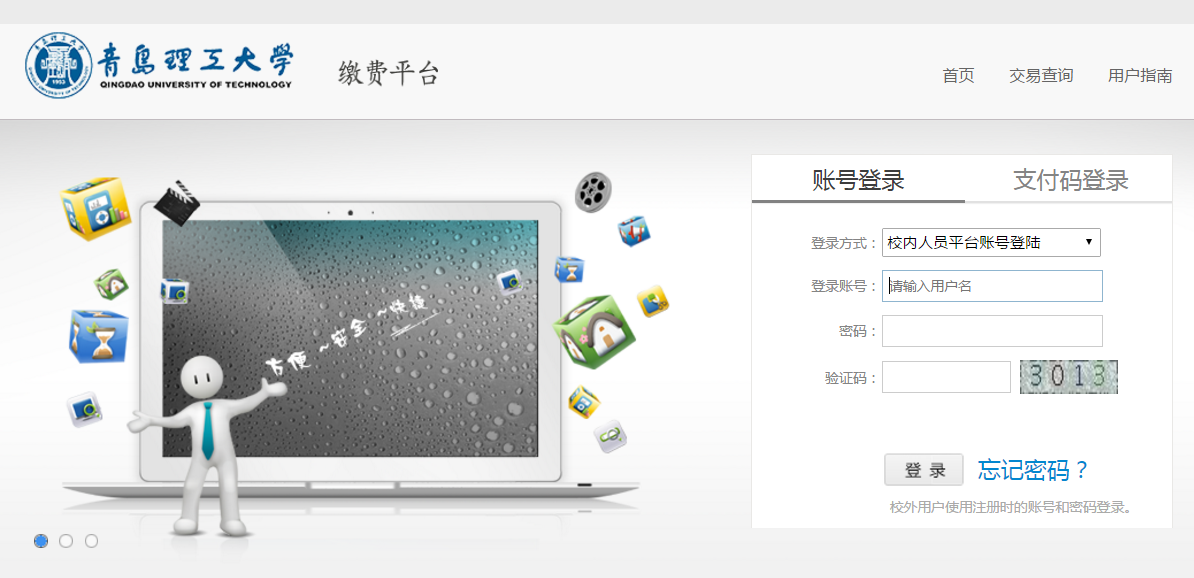 青岛理工大学
QINGDAO UNIVERSITY OF TECHNOLOGY
缴费平台
首页 交易查询 用户指南
方便~安全~快捷
账号登录 支付码登录
登录方式： 校内人员平台账号登陆
登录账号： 请输入用户名
密码：
验证码： 3013
登 录 忘记密码？
校外用户使用注册时的账号和密码登录。